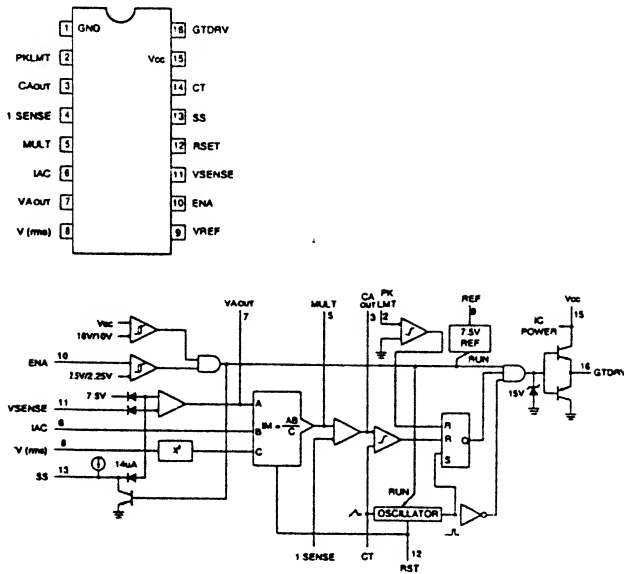 1 GND 16 GTDRV
PKLMT 2 Vcc 15
CAOUT 3 14 CT
1 SENSE 4 13 SS
MULT 5 12 RSET
IAC 6 11 VSENSE
VAOUT 7 10 ENA
V (rms) 8 9 VREF
VAOUT 7
MULT 5
CA OUT 3
PK LMT 2
REF 9
7.5V REF
RUN
Vcc 15
IC POWER
Vcc
16V/10V
ENA 10
2.5V/2.25V
16 GTDRV
15V
7.5V
VSENSE 11
IAC 6
V (rms) 8
X²
A
B
C
IM = AB/C
R
R
S
Q
SS 13
14uA
RUN
OSCILLATOR
1 SENSE
CT
12
RST